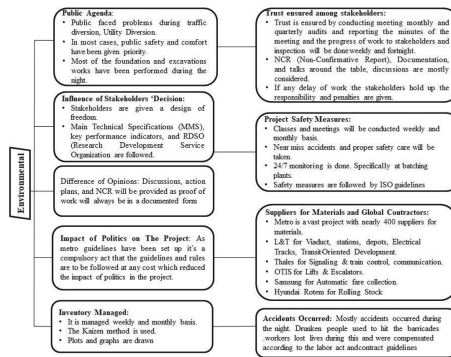 Environmental
Public Agenda:
• Public faced problems during traffic
diversion, Utility Diversion.
• In most cases, public safety and comfort
have been given priority.
• Most of the foundation and excavations
works have been performed during the
night.
Influence of Stakeholders 'Decision:
• Stakeholders are given a design of
freedom.
• Main Technical Specifications (MMS),
key performance indicators, and RDSO
(Research Development Service
Organization are followed.
Difference of Opinions: Discussions, action
plans, and NCR will be provided as proof of
work will always be in a documented form
Impact of Politics on The Project: As
metro guidelines have been set up it's a
compulsory act that the guidelines and rules
are to be followed at any cost which reduced
the impact of politics in the project.
Inventory Managed:
• It is managed weekly and monthly basis.
• The Kaizen method is used.
• Plots and graphs are drawn
Trust ensured among stakeholders:
• Trust is ensured by conducting meeting monthly and
quarterly audits and reporting the minutes of
the meeting and the progress of work to stakeholders and
inspection will be done weekly and fortnight.
• NCR (Non-Confirmative Report), Documentation,
and talks around the table, discussions are mostly
considered.
• If any delay of work the stakeholders hold up the
responsibility and penalties are given.
Project Safety Measures:
• Classes and meetings will be conducted weekly and
monthly basis.
• Near miss accidents and proper safety care will be
taken.
• 24/7 monitoring is done. Specifically at batching
plants.
• Safety measures are followed by ISO guidelines
Suppliers for Materials and Global Contractors:
• Metro is a vast project with nearly 400 suppliers for
materials.
• L&T for Viaduct, stations, depots, Electrical
Tracks, TransitOriented Development.
• Thales for Signaling & train control, communication.
• OTIS for Lifts & Escalators.
• Samsung for Automatic fare collection.
• Hyundai Rotem for Rolling Stock.
Accidents Occurred: Mostly accidents occurred during
the night. Drunken people used to hit the barricades
.workers lost lives during this and were compensated
according to the labor act andcontract guidelines